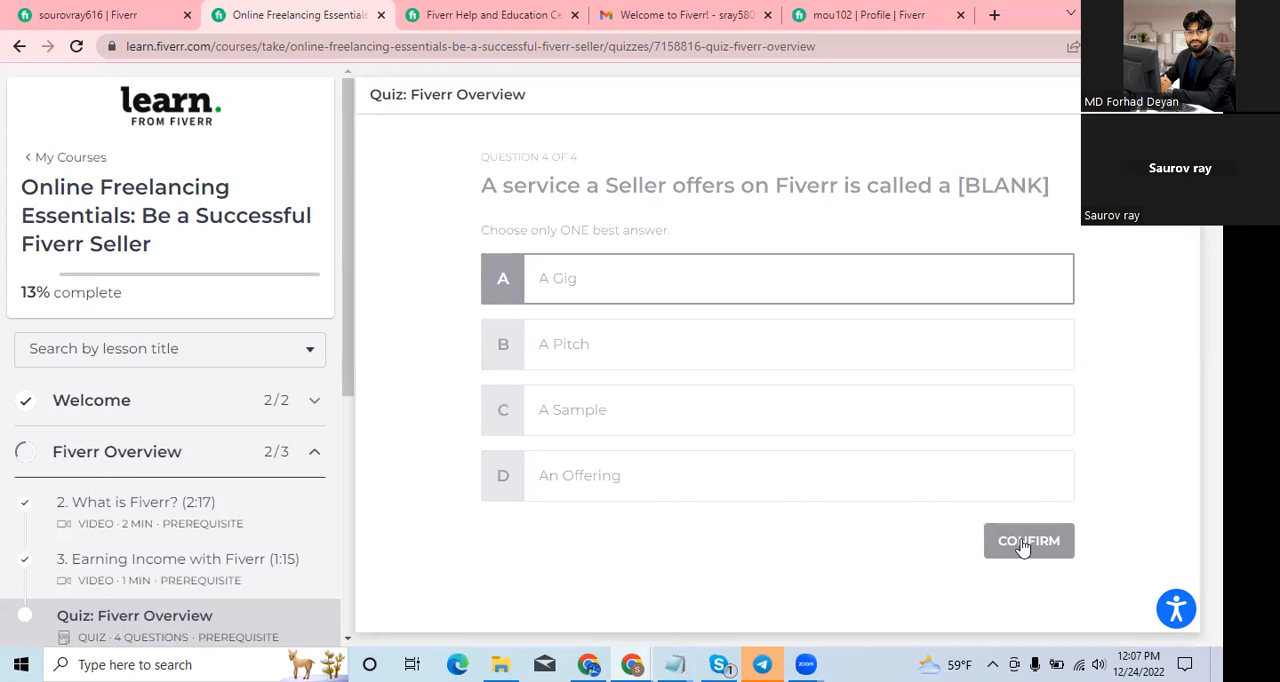 sourovray616 | Fiverr
Online Freelancing Essentials
Fiverr Help and Education Ce
Welcome to Fiverr! - sray580
mou102 | Profile | Fiverr
learn.fiverr.com/courses/take/online-freelancing-essentials-be-a-successful-fiverr-seller/quizzes/7158816-quiz-fiverr-overview
MD Forhad Deyan
Saurov ray
Saurov ray
learn.
FROM FIVERR
My Courses
Online Freelancing
Essentials: Be a Successful
Fiverr Seller
13% complete
Search by lesson title
Welcome 2/2
Fiverr Overview 2/3
2. What is Fiverr? (2:17)
VIDEO · 2 MIN · PREREQUISITE
3. Earning Income with Fiverr (1:15)
VIDEO · 1 MIN · PREREQUISITE
Quiz: Fiverr Overview
QUIZ · 4 QUESTIONS · PREREQUISITE
Quiz: Fiverr Overview
QUESTION 4 OF 4
A service a Seller offers on Fiverr is called a [BLANK]
Choose only ONE best answer.
A A Gig
B A Pitch
C A Sample
D An Offering
CONFIRM
Type here to search
59°F
12:07 PM
12/24/2022